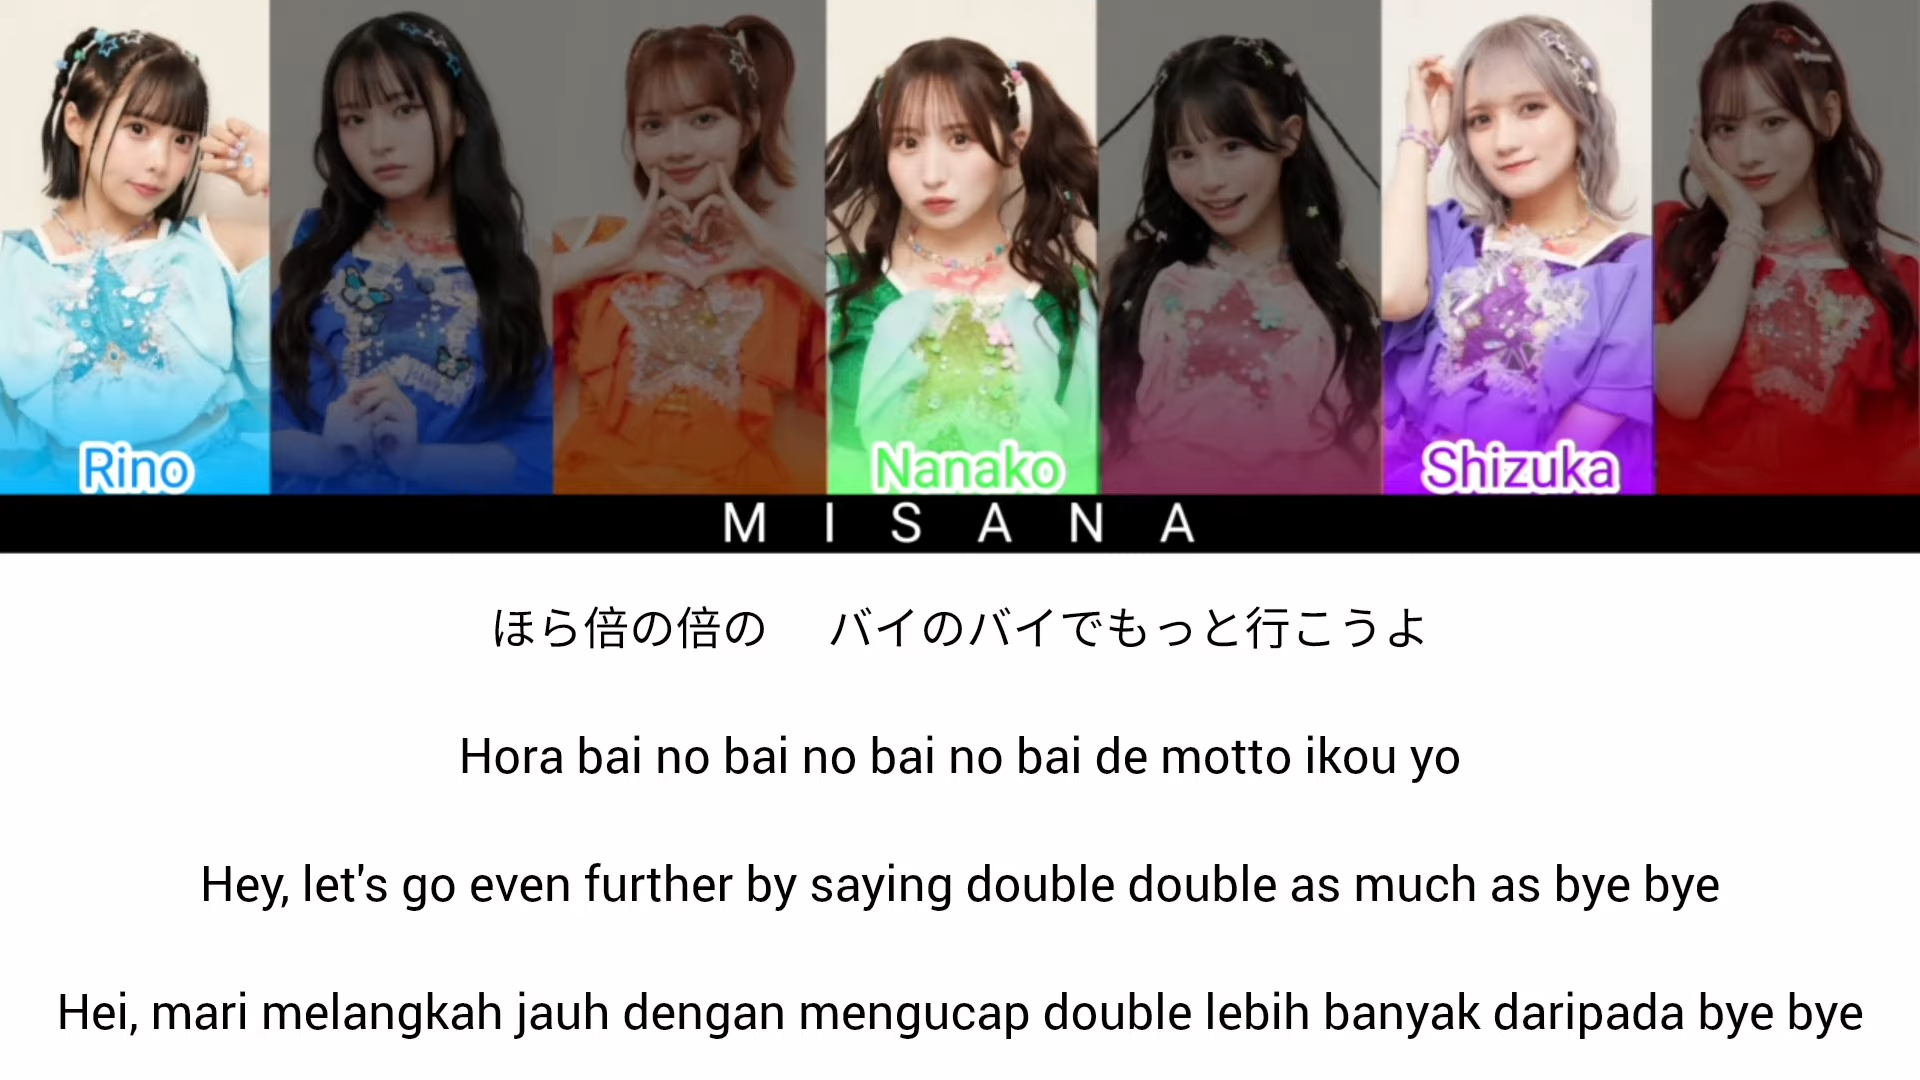 Rino Nanako Shizuka
MISANA
ほら倍の倍の　バイのバイでもっと行こうよ
Hora bai no bai no bai no bai de motto ikou yo
Hey, let's go even further by saying double double as much as bye bye
Hei, mari melangkah jauh dengan mengucap double lebih banyak daripada bye bye